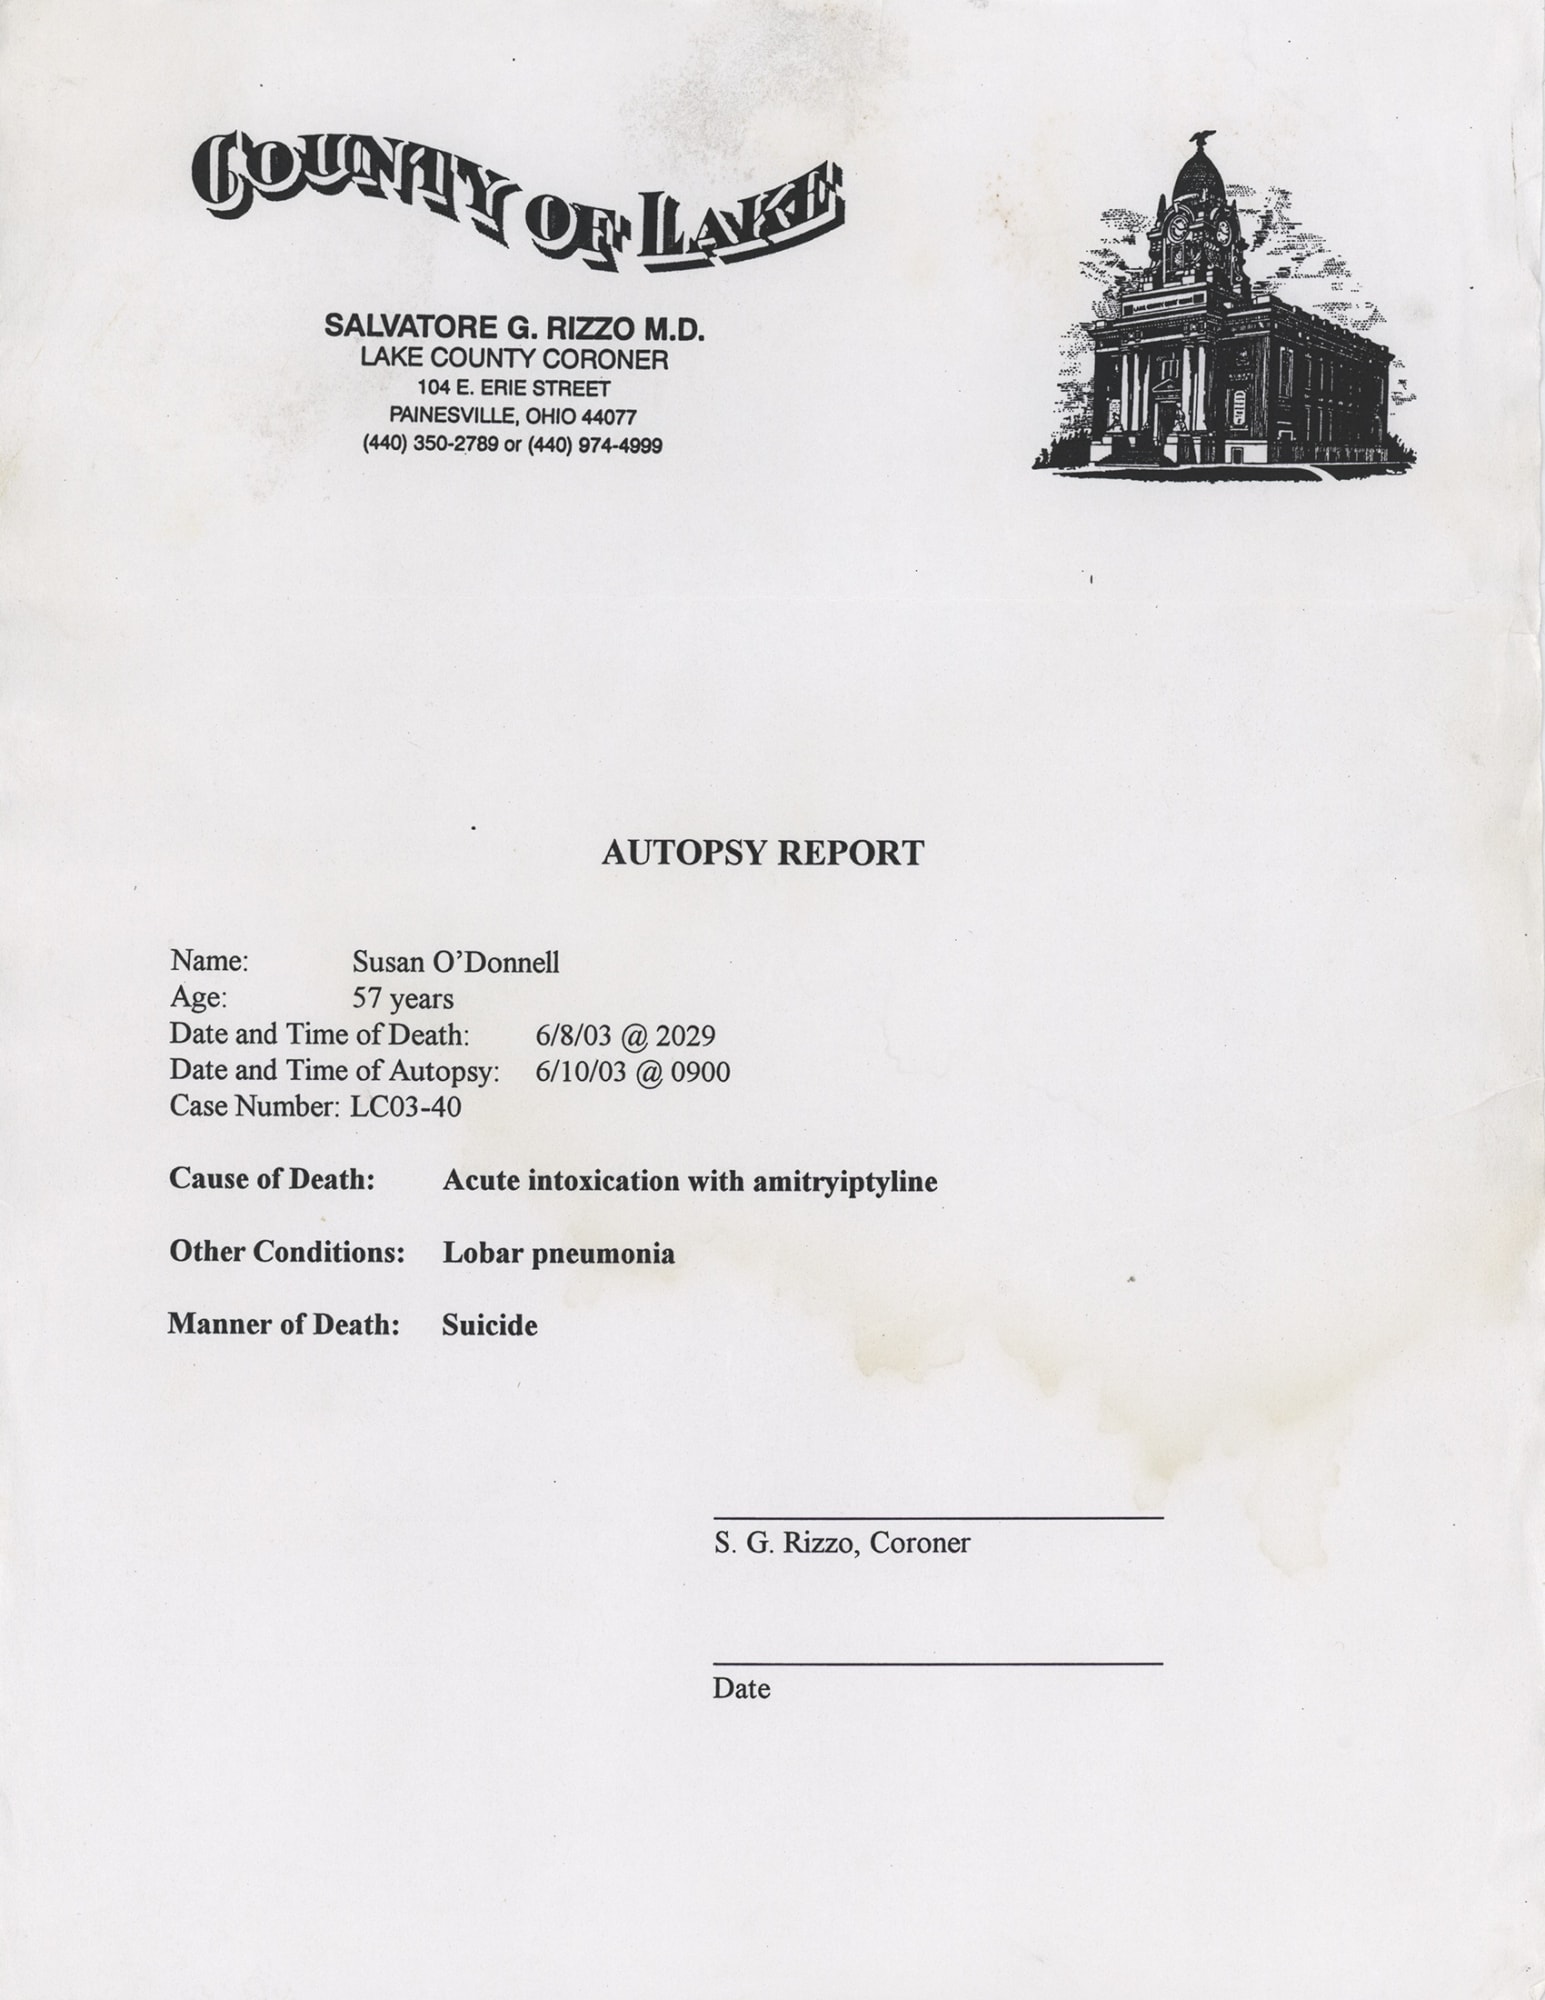 COUNTY OF LAKE
SALVATORE G. RIZZO M.D.
LAKE COUNTY CORONER
104 E. ERIE STREET
PAINESVILLE, OHIO 44077
(440) 350-2789 or (440) 974-4999
AUTOPSY REPORT
Name: Susan O’Donnell
Age: 57 years
Date and Time of Death: 6/8/03 @ 2029
Date and Time of Autopsy: 6/10/03 @ 0900
Case Number: LC03-40
Cause of Death: Acute intoxication with amitryiptyline
Other Conditions: Lobar pneumonia
Manner of Death: Suicide
S. G. Rizzo, Coroner
Date